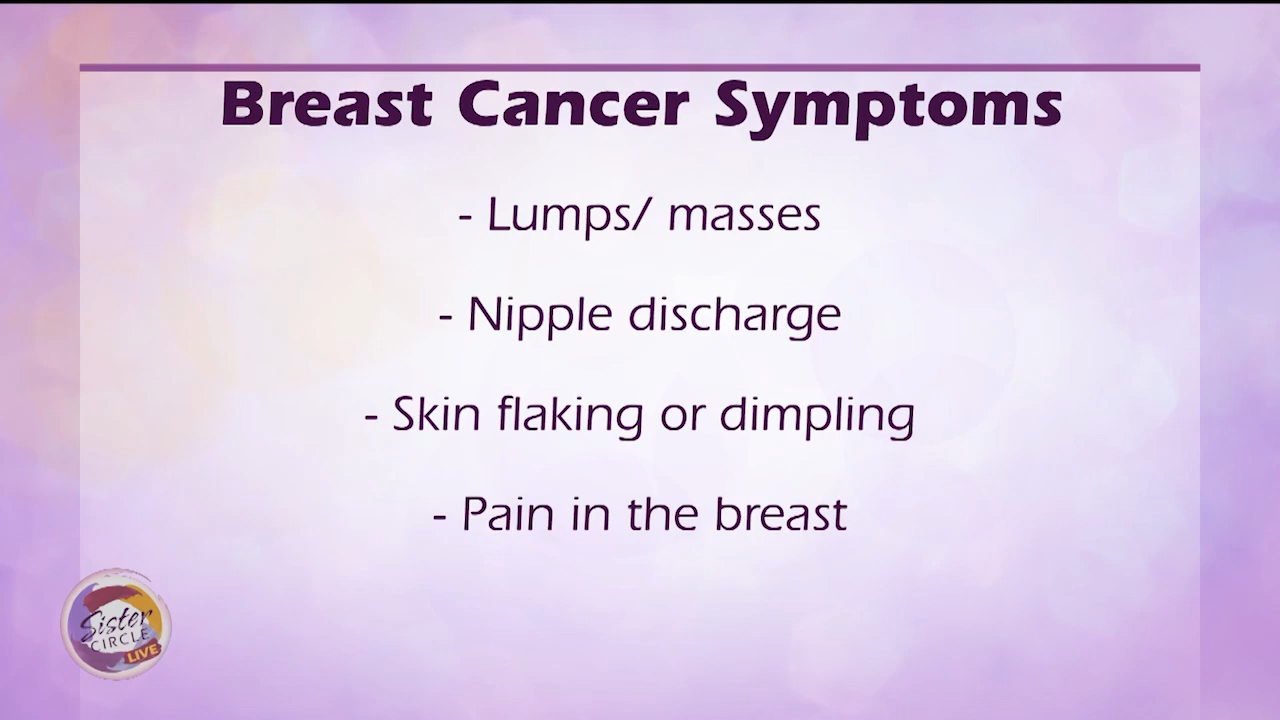 Breast Cancer Symptoms
- Lumps/ masses
- Nipple discharge
- Skin flaking or dimpling
- Pain in the breast
Sister
CIRCLE
LIVE